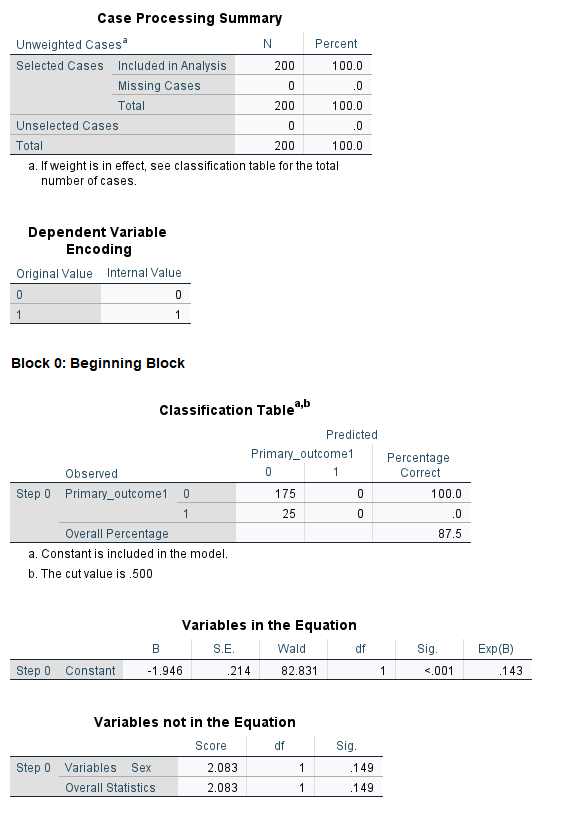 Case Processing Summary
Unweighted Casesa N Percent
Selected Cases Included in Analysis 200 100.0
Missing Cases 0 .0
Total 200 100.0
Unselected Cases 0 .0
Total 200 100.0
a. If weight is in effect, see classification table for the total
number of cases.
Dependent Variable
Encoding
Original Value Internal Value
0 0
1 1
Block 0: Beginning Block
Classification Tablea,b
Predicted
Primary_outcome1 Percentage
Observed 0 1 Correct
Step 0 Primary_outcome1 0 175 0 100.0
1 25 0 .0
Overall Percentage 87.5
a. Constant is included in the model.
b. The cut value is .500
Variables in the Equation
B S.E. Wald df Sig. Exp(B)
Step 0 Constant -1.946 .214 82.831 1 <.001 .143
Variables not in the Equation
Score df Sig.
Step 0 Variables Sex 2.083 1 .149
Overall Statistics 2.083 1 .149